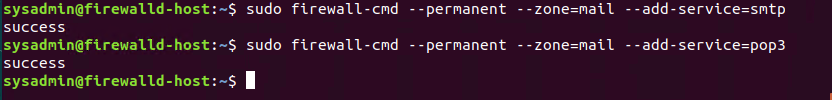 sysadmin@firewalld-host:~$ sudo firewall-cmd --permanent --zone=mail --add-service=smtp
success
sysadmin@firewalld-host:~$ sudo firewall-cmd --permanent --zone=mail --add-service=pop3
success
sysadmin@firewalld-host:~$